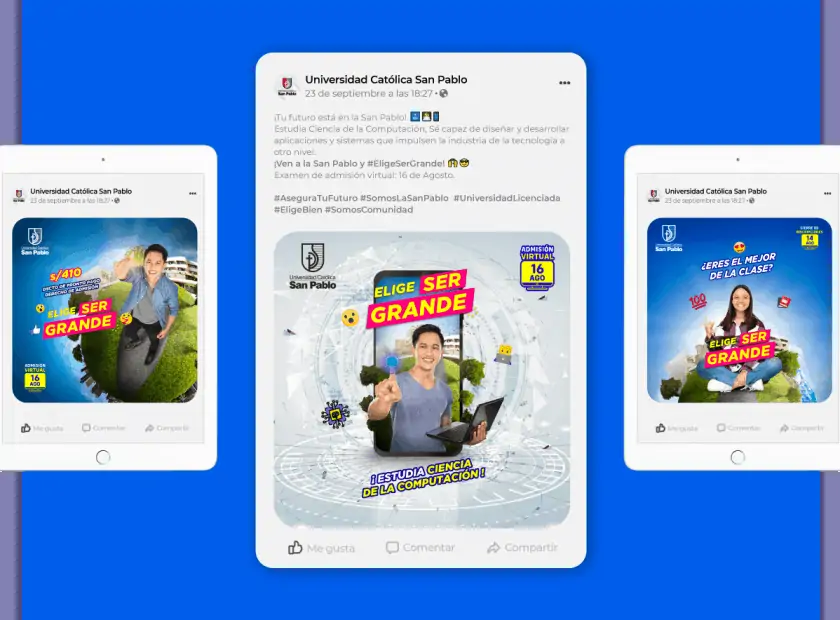 Universidad Católica San Pablo
23 de septiembre a las 18:27
Universidad Católica
San Pablo
S/410
DERECHO DE ADMISIÓN
ELIGE SER
GRANDE
ADMISIÓN
VIRTUAL
16
AGO
Me gusta
Comentar
Compartir
Universidad Católica San Pablo
23 de septiembre a las 18:27
¡Tu futuro está en la San Pablo!
Estudia Ciencia de la Computación, Sé capaz de diseñar y desarrollar
aplicaciones y sistemas que impulsen la industria de la tecnología a
otro nivel.
¡Ven a la San Pablo y #EligeSerGrande!
Examen de admisión virtual: 16 de Agosto.
#AseguraTuFuturo #SomosLaSanPablo #UniversidadLicenciada
#EligeBien #SomosComunidad
Universidad Católica
San Pablo
ADMISIÓN
VIRTUAL
16
AGO
ELIGE SER
GRANDE
¡ESTUDIA CIENCIA
DE LA COMPUTACIÓN!
Me gusta
Comentar
Compartir
Universidad Católica San Pablo
23 de septiembre a las 18:27
Universidad Católica
San Pablo
CIERRE DE
INSCRIPCIONES
14
AGO
¿ERES EL MEJOR
DE LA CLASE?
100
ELIGE SER
GRANDE
Me gusta
Comentar
Compartir